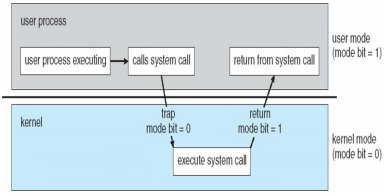 user process
user process executing
calls system call
return from system call
user mode
(mode bit = 1)
trap
mode bit = 0
return
mode bit = 1
kernel
execute system call
kernel mode
(mode bit = 0)